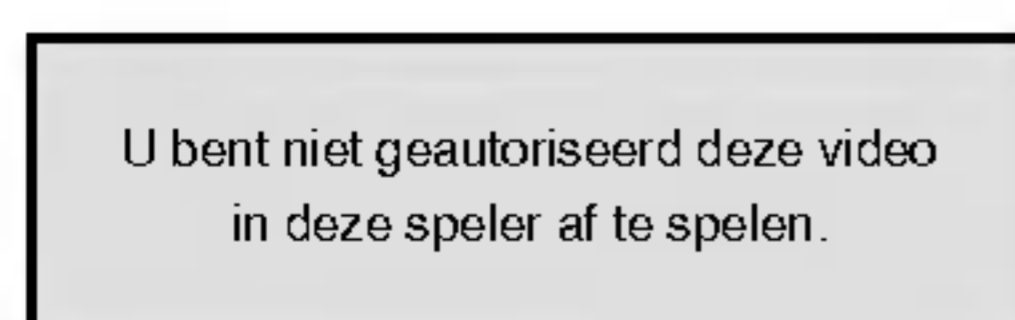 U bent niet geautoriseerd deze video
in deze speler af te spelen.